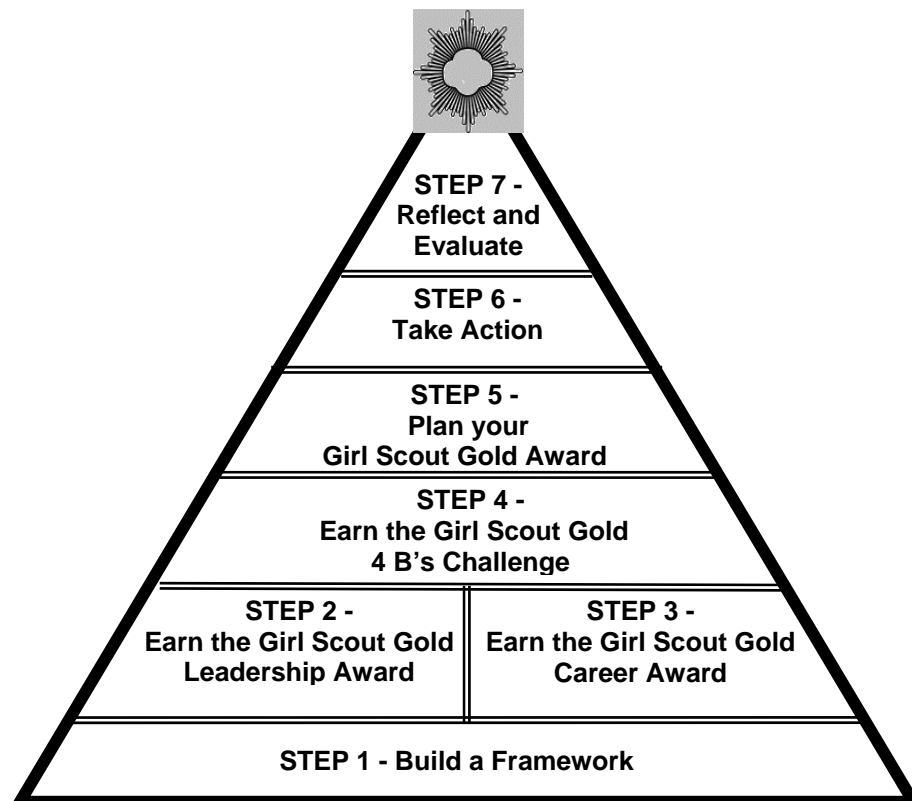 STEP 7 -
Reflect and
Evaluate
STEP 6 -
Take Action
STEP 5 -
Plan your
Girl Scout Gold Award
STEP 4 -
Earn the Girl Scout Gold
4 B's Challenge
STEP 2 -
Earn the Girl Scout Gold
Leadership Award
STEP 3 -
Earn the Girl Scout Gold
Career Award
STEP 1 - Build a Framework